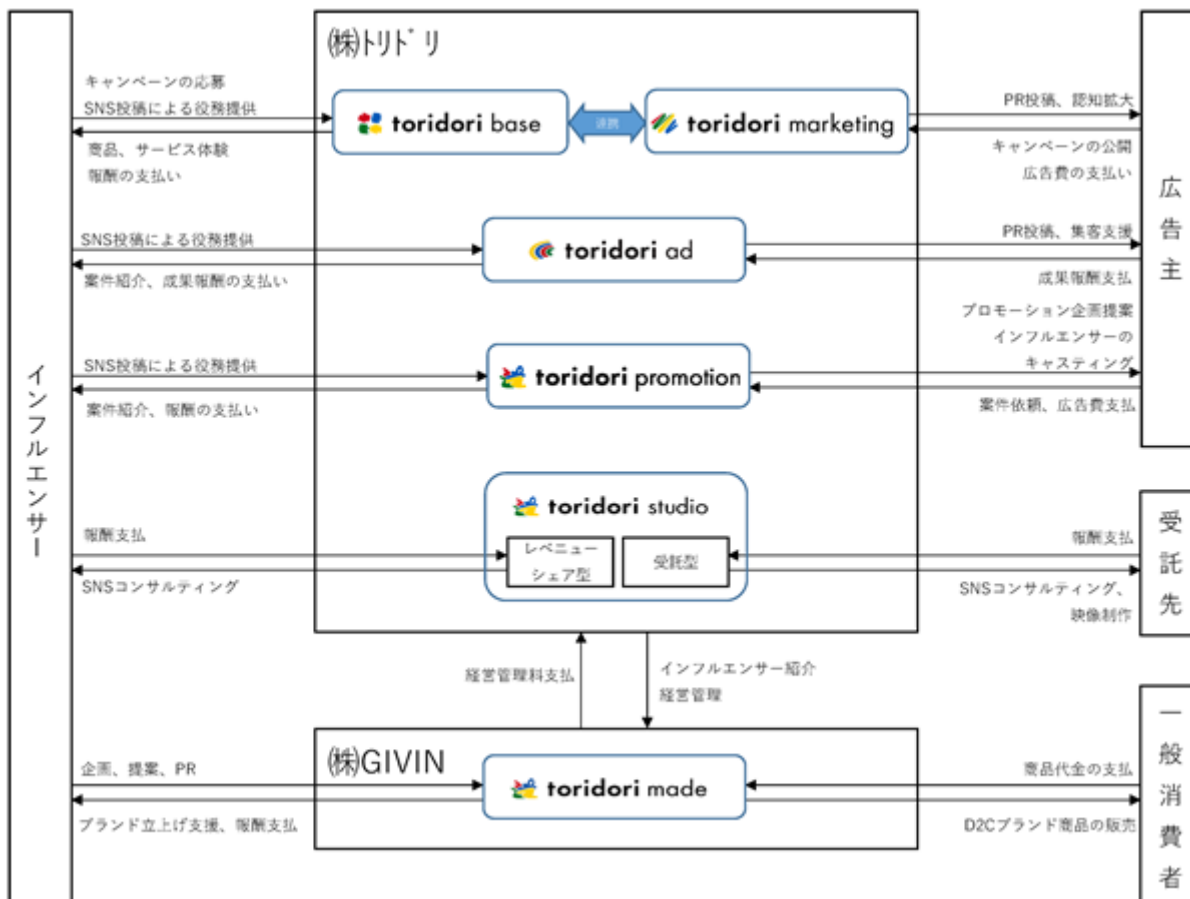 ㈱トリドリ
キャンペーンの応募
SNS投稿による役務提供
商品、サービス体験
報酬の支払い
toridori base
連携
toridori marketing
PR投稿、認知拡大
キャンペーンの公開
広告費の支払い
SNS投稿による役務提供
案件紹介、成果報酬の支払い
toridori ad
PR投稿、集客支援
成果報酬支払
SNS投稿による役務提供
案件紹介、報酬の支払い
toridori promotion
プロモーション企画提案
インフルエンサーの
キャスティング
案件依頼、広告費支払
広告主
インフルエンサー
toridori studio
レベニュー
シェア型
受託型
報酬支払
SNSコンサルティング
報酬支払
SNSコンサルティング、
映像制作
受託先
経営管理料支払
インフルエンサー紹介
経営管理
㈱GIVIN
企画、提案、PR
ブランド立上げ支援、報酬支払
toridori made
商品代金の支払
D2Cブランド商品の販売
一般消費者